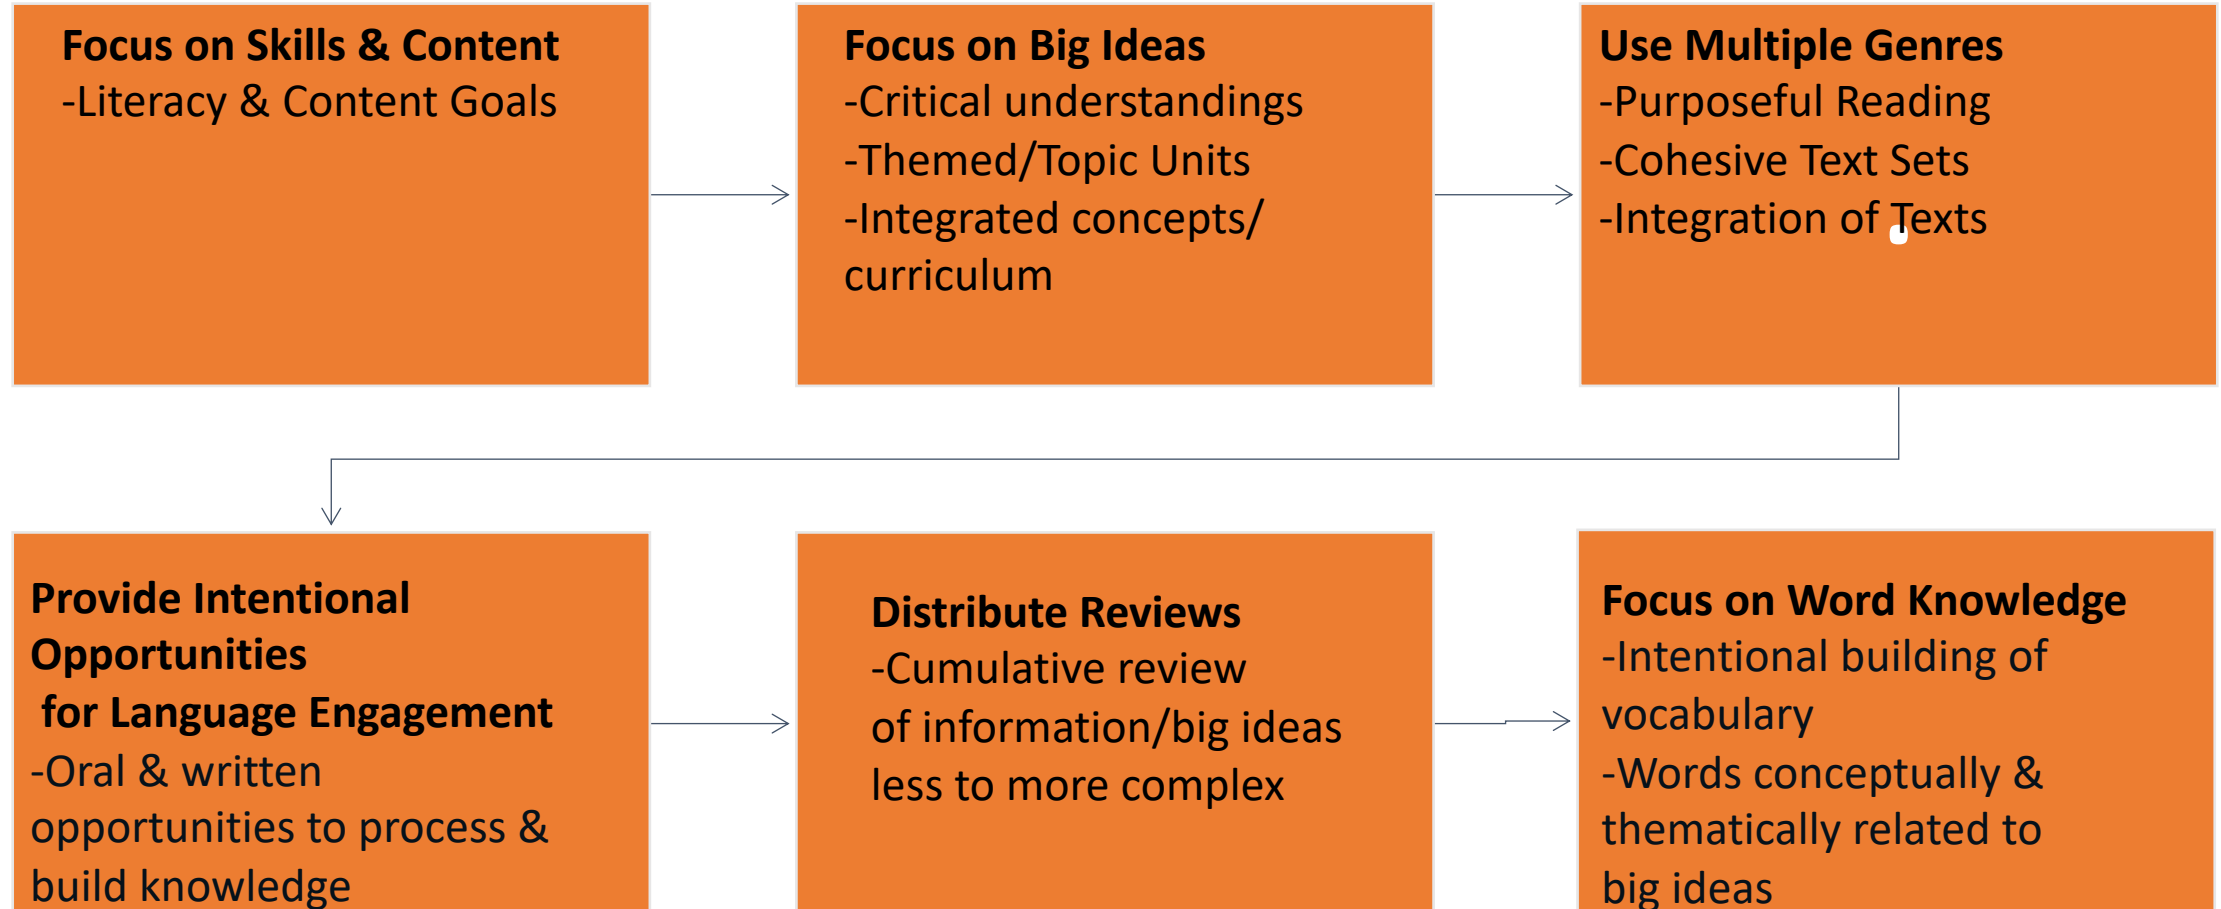 Focus on Skills & Content
-Literacy & Content Goals
Focus on Big Ideas
-Critical understandings
-Themed/Topic Units
-Integrated concepts/
curriculum
Use Multiple Genres
-Purposeful Reading
-Cohesive Text Sets
-Integration of Texts
Provide Intentional
Opportunities
for Language Engagement
-Oral & written
opportunities to process &
build knowledge
Distribute Reviews
-Cumulative review
of information/big ideas
less to more complex
Focus on Word Knowledge
-Intentional building of
vocabulary
-Words conceptually &
thematically related to
big ideas